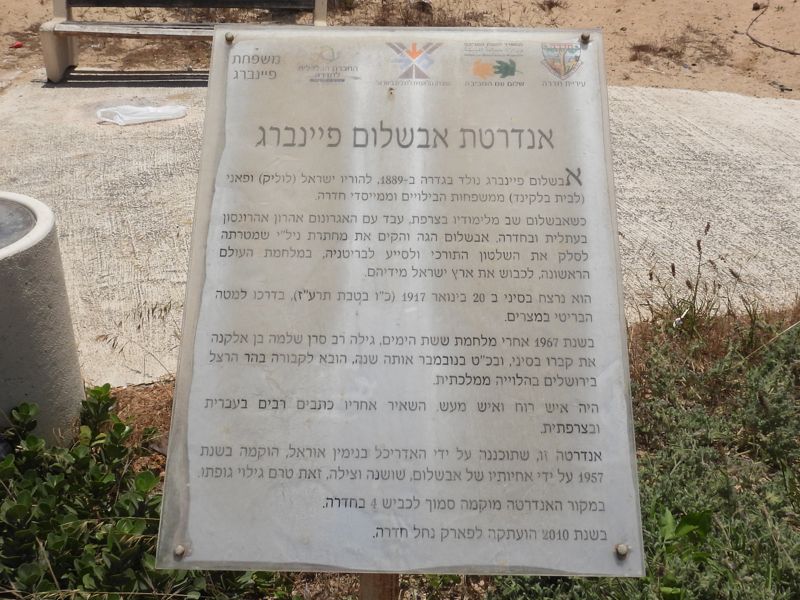 משפחת
פיינברג
החברה הכלכלית
לחדרה
שלום עם הסביבה
עיריית חדרה
אנדרטת אבשלום פיינברג
אבשלום פיינברג נולד בגדרה ב-1889, להוריו ישראל (לוליק) ופאני
(לבית בלקינד) ממשפחות הבילויים וממייסדי חדרה.
כשאבשלום שב מלימודיו בצרפת, עבד עם האגרונום אהרון אהרונסון
בעתלית ובחדרה. אבשלום הגה והקים את מחתרת ניל״י שמטרתה
לסלק את השלטון התורכי ולסייע לבריטניה, במלחמת העולם
הראשונה, לכבוש את ארץ ישראל מידיהם.
הוא נרצח בסיני ב 20 בינואר 1917 (כ״ו בטבת תרע״ז), בדרכו למטה
הבריטי במצרים.
בשנת 1967 אחרי מלחמת ששת הימים, גילה רב סרן שלמה בן אלקנה
את קברו בסיני, ובכ״ט בנובמבר אותה שנה, הובא לקבורה בהר הרצל
בירושלים בהלוויה ממלכתית.
היה איש רוח ואיש מעש. השאיר אחריו כתבים רבים בעברית
ובצרפתית.
אנדרטה זו, שתוכננה על ידי האדריכל בנימין אוראל, הוקמה בשנת
1957 על ידי אחיותיו של אבשלום, שושנה וצילה, זאת טרם גילוי גופתו.
במקור האנדרטה מוקמה סמוך לכביש 4 בחדרה.
בשנת 2010 הועתקה לפארק נחל חדרה.